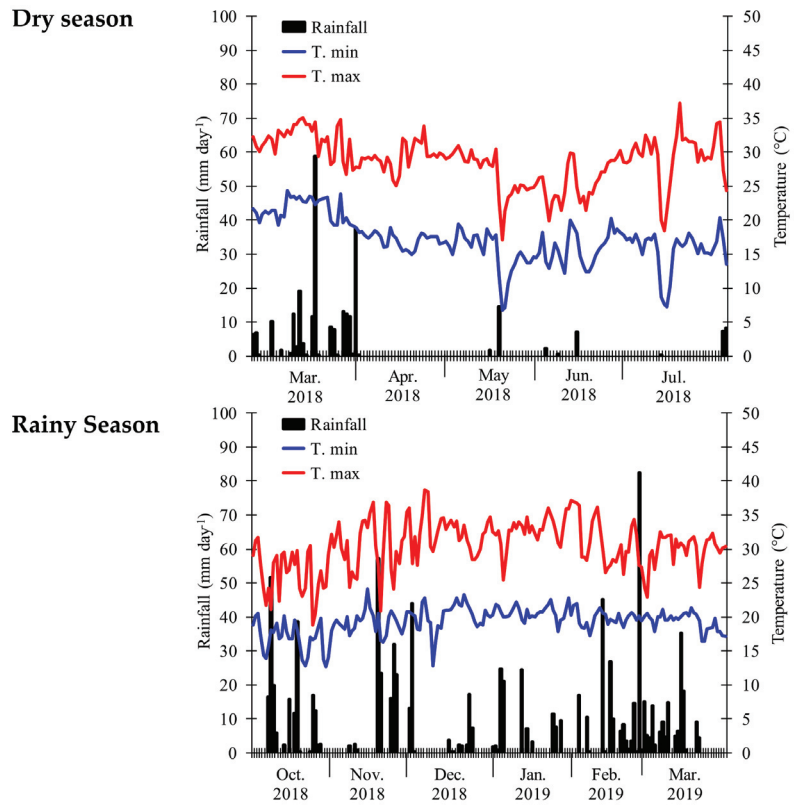 Dry season
Rainfall
T. min
T. max
100
90
80
70
60
50
40
30
20
10
0
Rainfall (mm day⁻¹)
50
45
40
35
30
25
20
15
10
5
0
Temperature (°C)
Mar. Apr. May Jun. Jul.
2018 2018 2018 2018 2018
Rainy Season
Rainfall
T. min
T. max
100
90
80
70
60
50
40
30
20
10
0
Rainfall (mm day⁻¹)
50
45
40
35
30
25
20
15
10
5
0
Temperature (°C)
Oct. Nov. Dec. Jan. Feb. Mar.
2018 2018 2018 2019 2019 2019